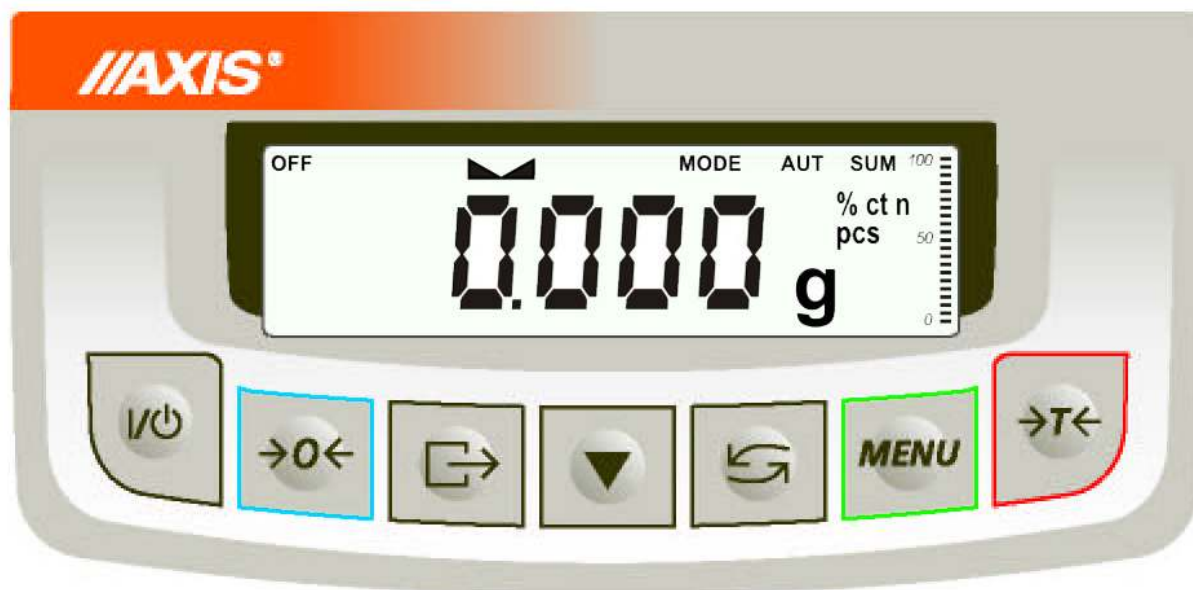 //AXIS®
OFF MODE AUT SUM 100
% ct n
pcs 50
0.000 g
0
I/⏻ →0← MENU →T←